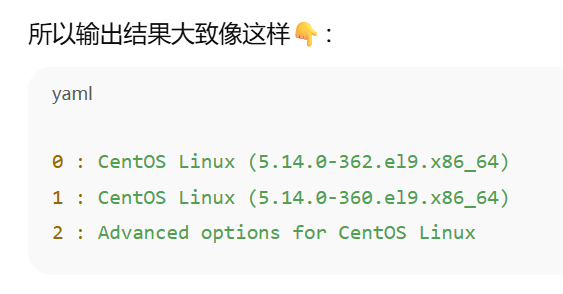 所以输出结果大致像这样👇：
yaml
0 : CentOS Linux (5.14.0-362.el9.x86_64)
1 : CentOS Linux (5.14.0-360.el9.x86_64)
2 : Advanced options for CentOS Linux